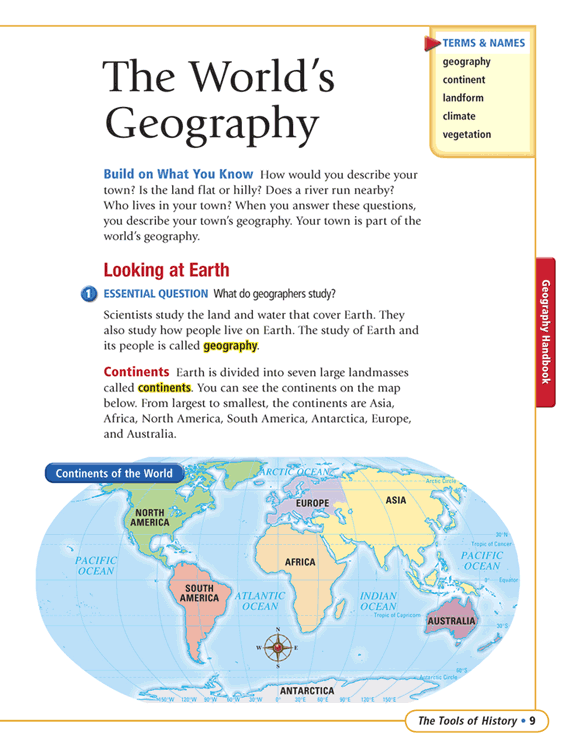 TERMS & NAMES
geography
continent
landform
climate
vegetation
The World's
Geography
Build on What You Know How would you describe your
town? Is the land flat or hilly? Does a river run nearby?
Who lives in your town? When you answer these questions,
you describe your town's geography. Your town is part of the
world's geography.
Looking at Earth
1 ESSENTIAL QUESTION What do geographers study?
Scientists study the land and water that cover Earth. They
also study how people live on Earth. The study of Earth and
its people is called geography.
Continents Earth is divided into seven large landmasses
called continents. You can see the continents on the map
below. From largest to smallest, the continents are Asia,
Africa, North America, South America, Antarctica, Europe,
and Australia.
Geography Handbook
Continents of the World
ARCTIC OCEAN
Arctic Circle
NORTH
AMERICA
EUROPE
ASIA
30°N
Tropic of Cancer
PACIFIC
OCEAN
AFRICA
PACIFIC
OCEAN
0° Equator
SOUTH
AMERICA
ATLANTIC
OCEAN
INDIAN
OCEAN
Tropic of Capricorn
AUSTRALIA
30°S
N
W E
S
60°S
Antarctic Circle
ANTARCTICA
150°W 120°W 90°W 60°W 30°W 0° 30°E 60°E 90°E 120°E 150°E
The Tools of History • 9